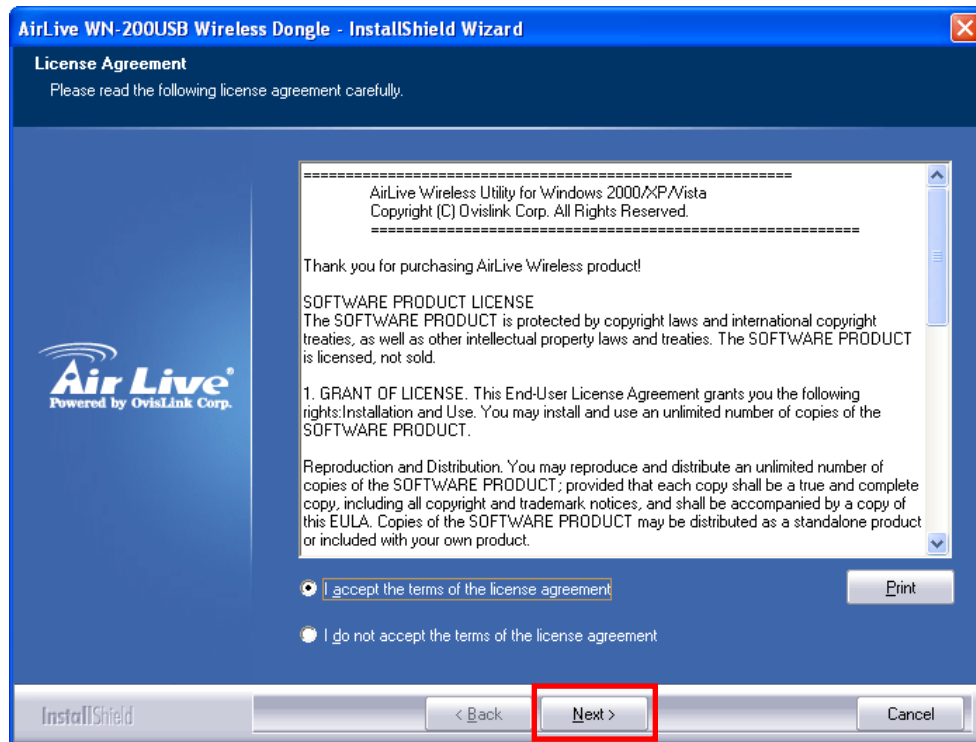 AirLive WN-200USB Wireless Dongle - InstallShield Wizard
License Agreement
Please read the following license agreement carefully.
================================================================
AirLive Wireless Utility for Windows 2000/XP/Vista
Copyright (C) Ovislink Corp. All Rights Reserved.
================================================================
Thank you for purchasing AirLive Wireless product!
SOFTWARE PRODUCT LICENSE
The SOFTWARE PRODUCT is protected by copyright laws and international copyright
treaties, as well as other intellectual property laws and treaties. The SOFTWARE PRODUCT
is licensed, not sold.
1. GRANT OF LICENSE. This End-User License Agreement grants you the following
rights:Installation and Use. You may install and use an unlimited number of copies of the
SOFTWARE PRODUCT.
Reproduction and Distribution. You may reproduce and distribute an unlimited number of
copies of the SOFTWARE PRODUCT; provided that each copy shall be a true and complete
copy, including all copyright and trademark notices, and shall be accompanied by a copy of
this EULA. Copies of the SOFTWARE PRODUCT may be distributed as a standalone product
or included with your own product.
Air Live®
Powered by OvisLink Corp.
I accept the terms of the license agreement
Print
I do not accept the terms of the license agreement
InstallShield
< Back
Next >
Cancel